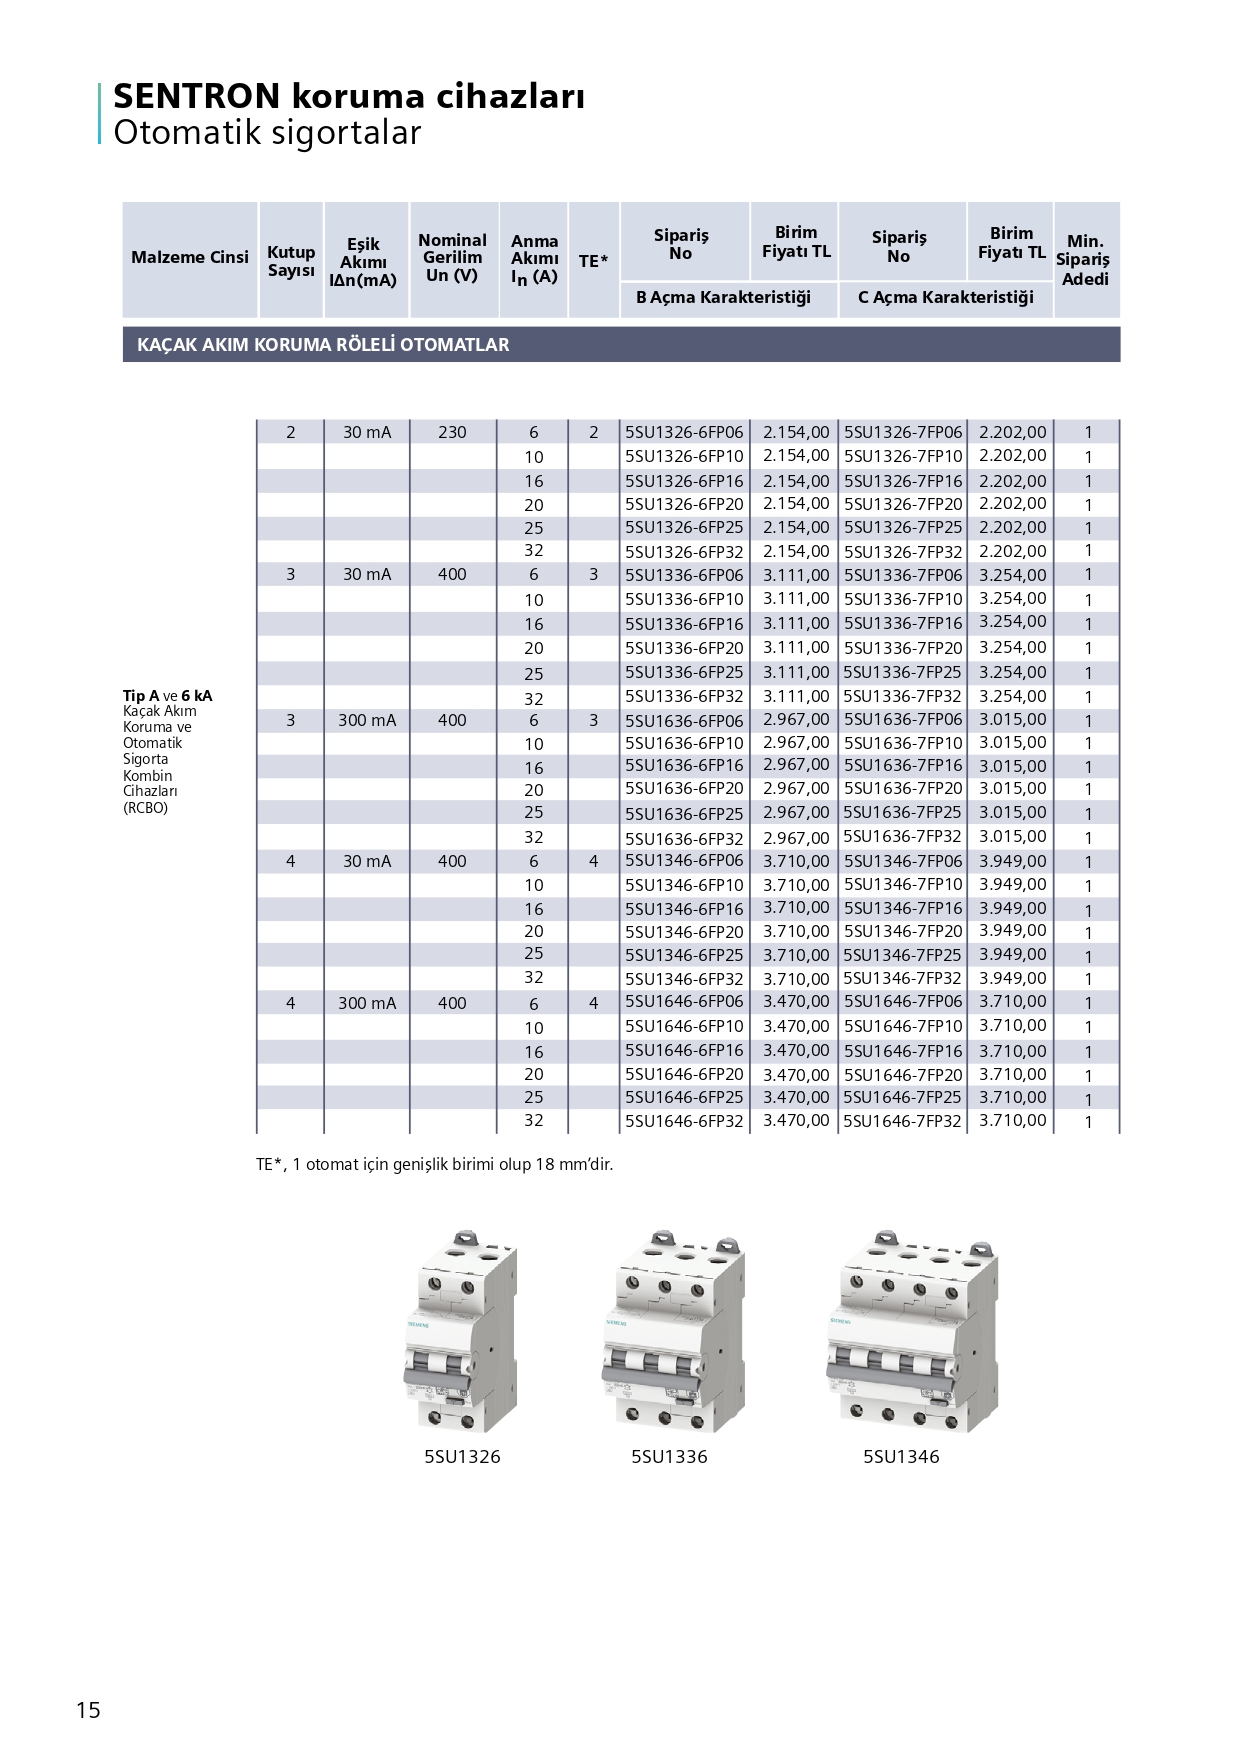 SENTRON koruma cihazları
Otomatik sigortalar
Malzeme Cinsi | Kutup Sayısı | Eşik Akımı I∆n(mA) | Nominal Gerilim Un (V) | Anma Akımı In (A) | TE* | Sipariş No | Birim Fiyatı TL | Sipariş No | Birim Fiyatı TL | Min. Sipariş Adedi
B Açma Karakteristiği | C Açma Karakteristiği
KAÇAK AKIM KORUMA RÖLELİ OTOMATLAR
Tip A ve 6 kA
Kaçak Akım
Koruma ve
Otomatik
Sigorta
Kombin
Cihazları
(RCBO)
2 30 mA 230 6 2 5SU1326-6FP06 2.154,00 5SU1326-7FP06 2.202,00 1
10 5SU1326-6FP10 2.154,00 5SU1326-7FP10 2.202,00 1
16 5SU1326-6FP16 2.154,00 5SU1326-7FP16 2.202,00 1
20 5SU1326-6FP20 2.154,00 5SU1326-7FP20 2.202,00 1
25 5SU1326-6FP25 2.154,00 5SU1326-7FP25 2.202,00 1
32 5SU1326-6FP32 2.154,00 5SU1326-7FP32 2.202,00 1
3 30 mA 400 6 3 5SU1336-6FP06 3.111,00 5SU1336-7FP06 3.254,00 1
10 5SU1336-6FP10 3.111,00 5SU1336-7FP10 3.254,00 1
16 5SU1336-6FP16 3.111,00 5SU1336-7FP16 3.254,00 1
20 5SU1336-6FP20 3.111,00 5SU1336-7FP20 3.254,00 1
25 5SU1336-6FP25 3.111,00 5SU1336-7FP25 3.254,00 1
32 5SU1336-6FP32 3.111,00 5SU1336-7FP32 3.254,00 1
3 300 mA 400 6 3 5SU1636-6FP06 2.967,00 5SU1636-7FP06 3.015,00 1
10 5SU1636-6FP10 2.967,00 5SU1636-7FP10 3.015,00 1
16 5SU1636-6FP16 2.967,00 5SU1636-7FP16 3.015,00 1
20 5SU1636-6FP20 2.967,00 5SU1636-7FP20 3.015,00 1
25 5SU1636-6FP25 2.967,00 5SU1636-7FP25 3.015,00 1
32 5SU1636-6FP32 2.967,00 5SU1636-7FP32 3.015,00 1
4 30 mA 400 6 4 5SU1346-6FP06 3.710,00 5SU1346-7FP06 3.949,00 1
10 5SU1346-6FP10 3.710,00 5SU1346-7FP10 3.949,00 1
16 5SU1346-6FP16 3.710,00 5SU1346-7FP16 3.949,00 1
20 5SU1346-6FP20 3.710,00 5SU1346-7FP20 3.949,00 1
25 5SU1346-6FP25 3.710,00 5SU1346-7FP25 3.949,00 1
32 5SU1346-6FP32 3.710,00 5SU1346-7FP32 3.949,00 1
4 300 mA 400 6 4 5SU1646-6FP06 3.470,00 5SU1646-7FP06 3.710,00 1
10 5SU1646-6FP10 3.470,00 5SU1646-7FP10 3.710,00 1
16 5SU1646-6FP16 3.470,00 5SU1646-7FP16 3.710,00 1
20 5SU1646-6FP20 3.470,00 5SU1646-7FP20 3.710,00 1
25 5SU1646-6FP25 3.470,00 5SU1646-7FP25 3.710,00 1
32 5SU1646-6FP32 3.470,00 5SU1646-7FP32 3.710,00 1
TE*, 1 otomat için genişlik birimi olup 18 mm’dir.
SIEMENS SIEMENS SIEMENS
5SU1326 5SU1336 5SU1346
15